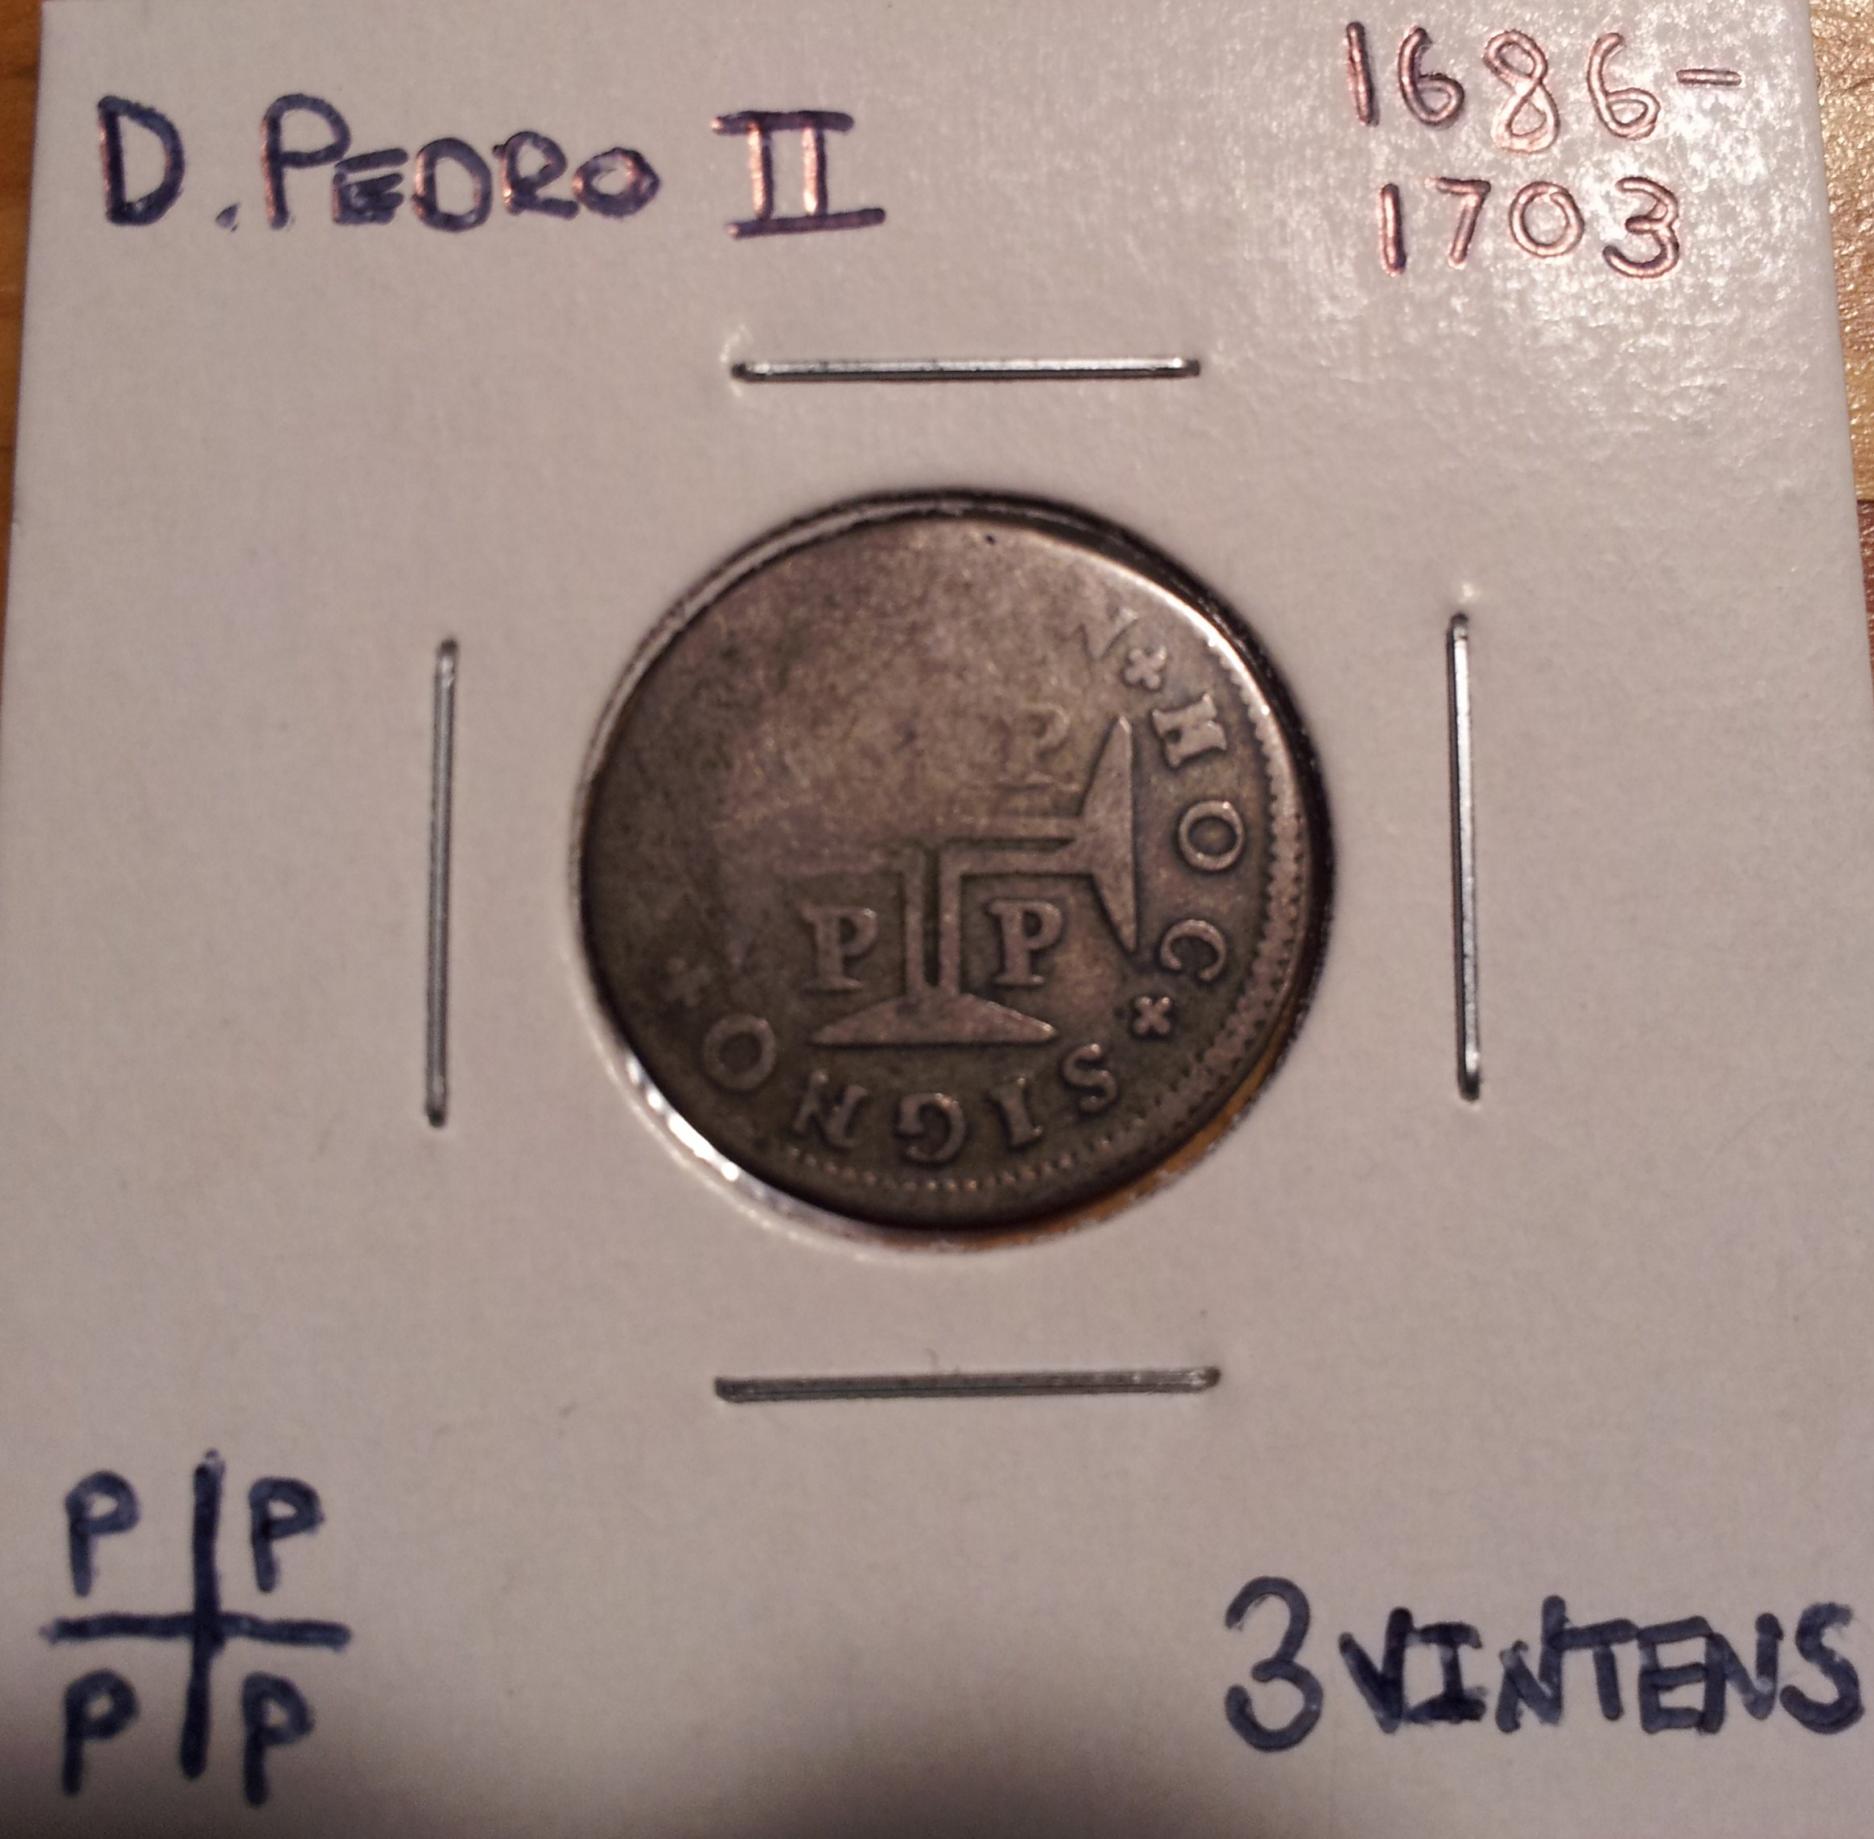 D. PEDRO II
1686-
1703
P
P P
HOC
SIGNO
P P
P P
3 VINTENS